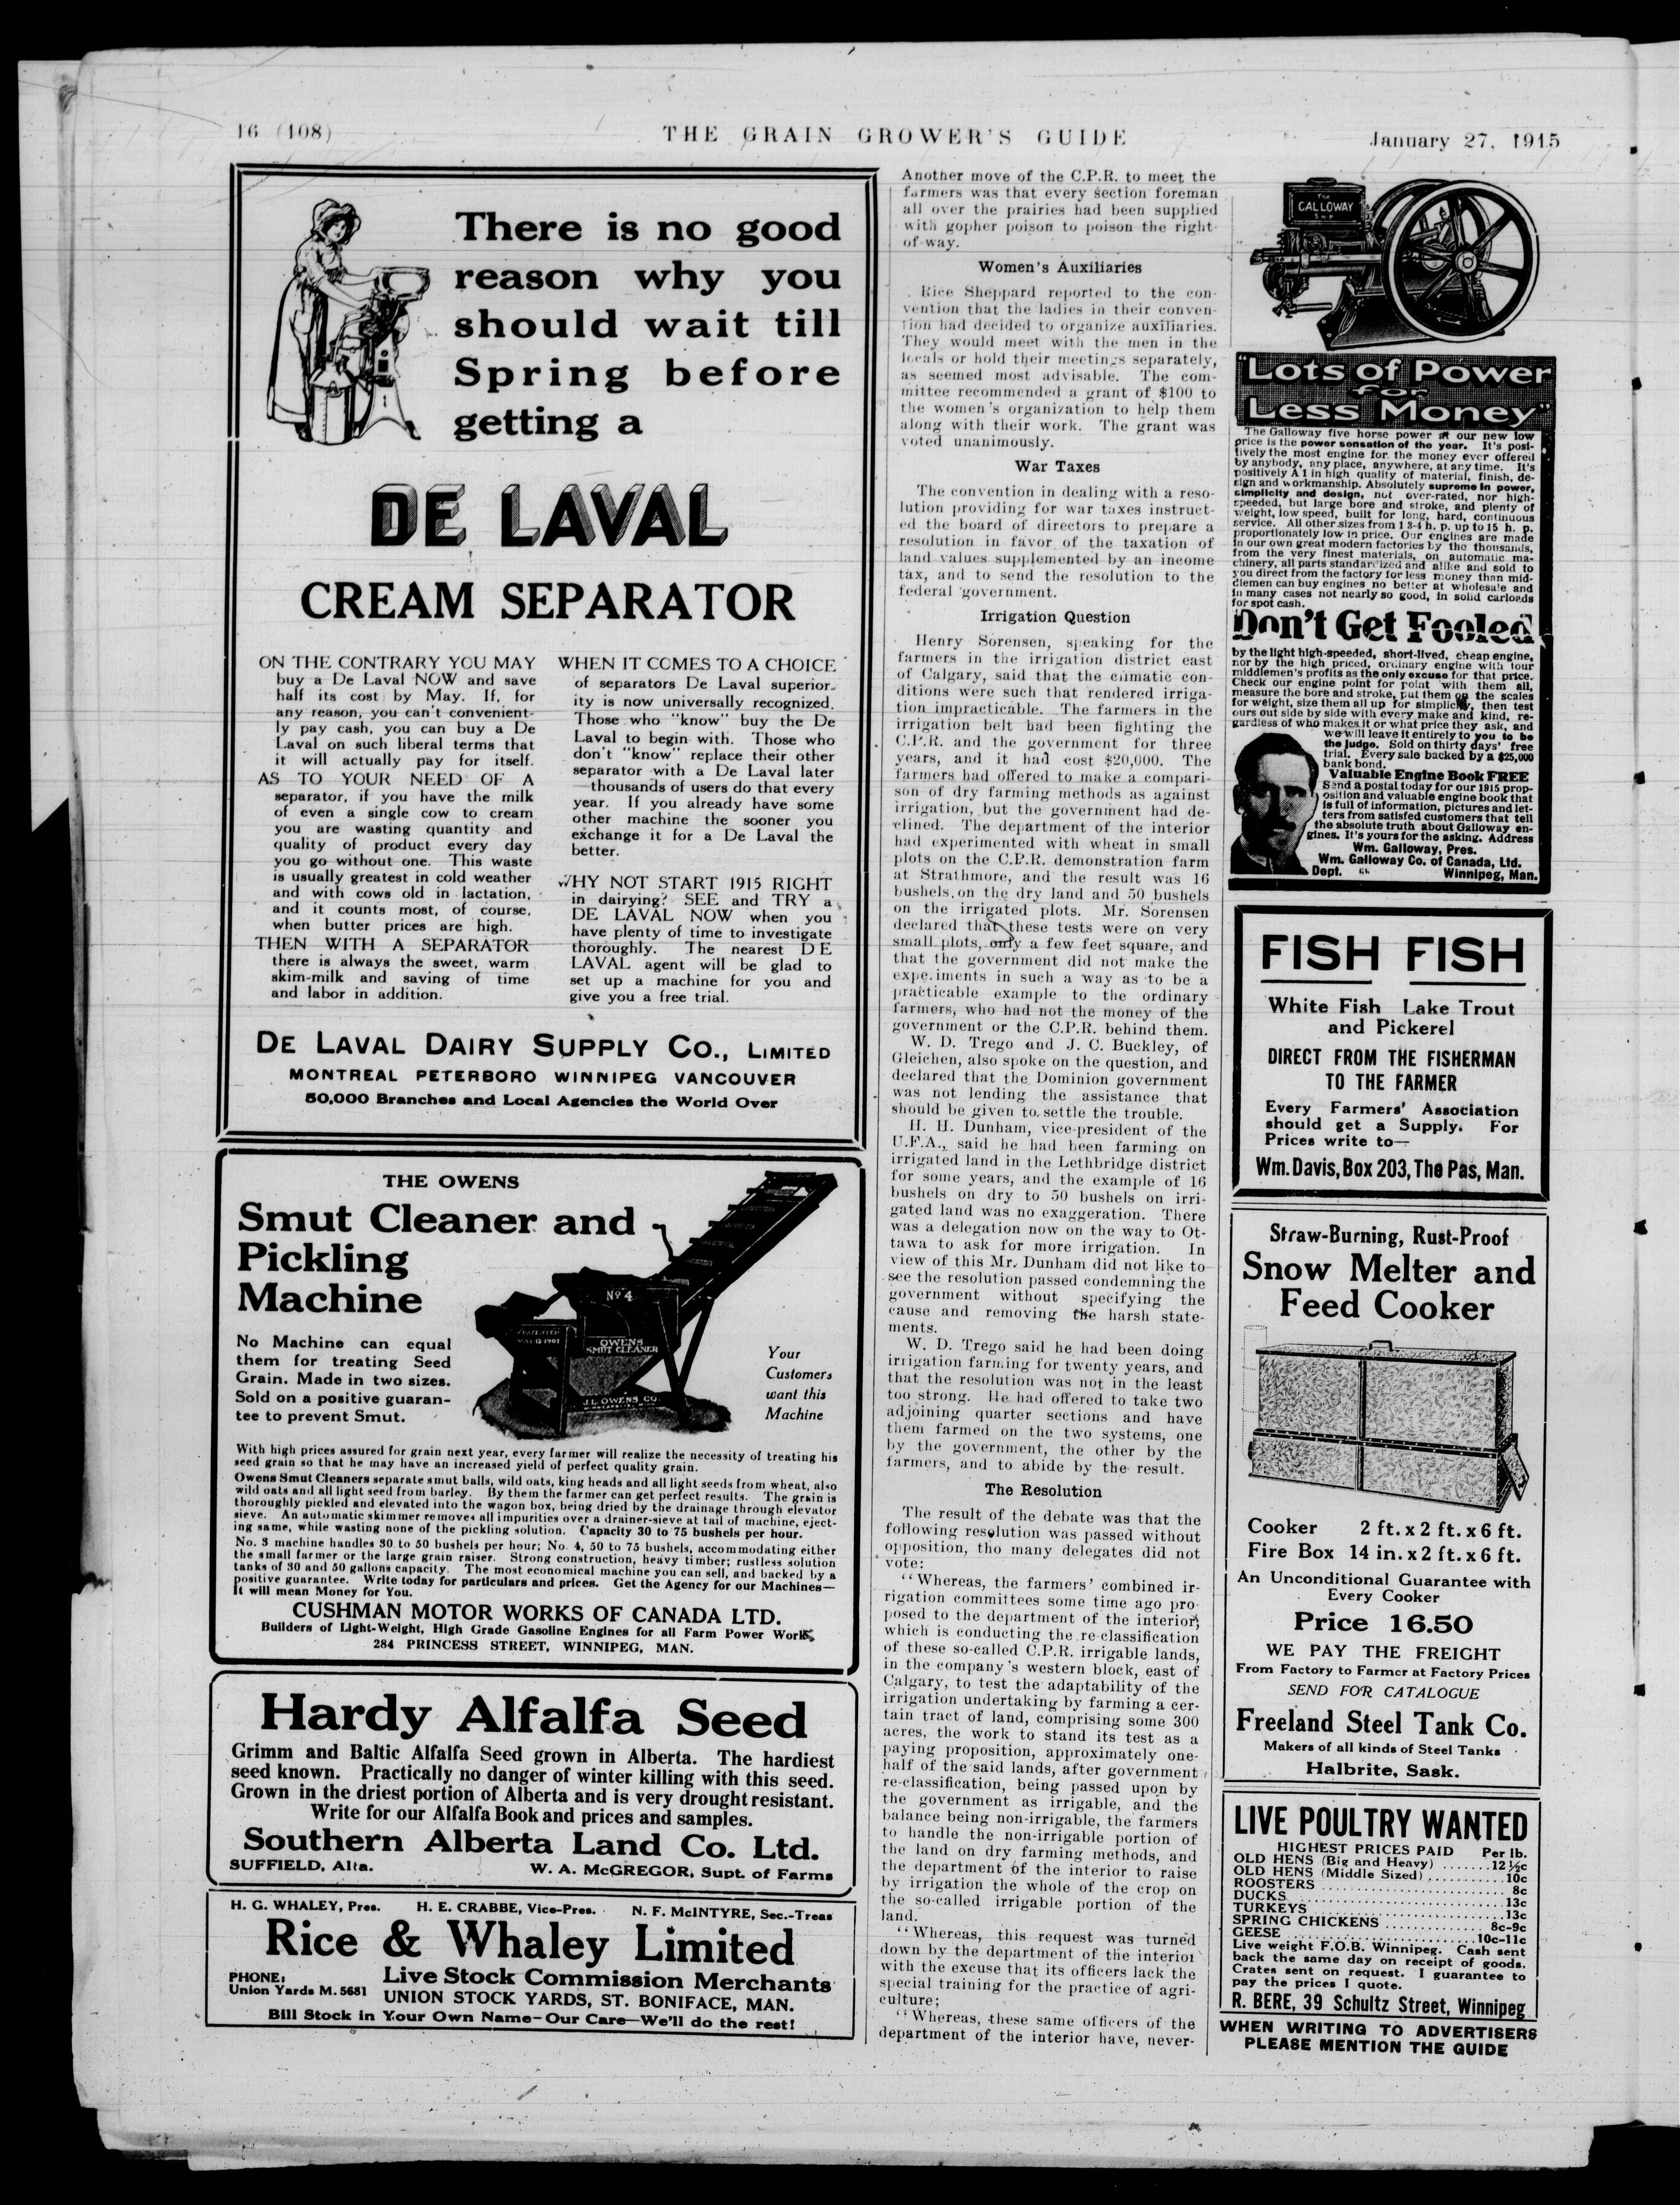 16 (108)
THE GRAIN GROWER'S GUIDE
January 27, 1915
There is no good
reason why you
should wait till
Spring before
getting a
DE LAVAL
CREAM SEPARATOR
ON THE CONTRARY YOU MAY
buy a De Laval NOW and save
half its cost by May. If, for
any reason, you can't convenient-
ly pay cash, you can buy a De
Laval on such liberal terms that
it will actually pay for itself.
AS TO YOUR NEED OF A
separator, if you have the milk
of even a single cow to cream
you are wasting quantity and
quality of product every day
you go without one. This waste
is usually greatest in cold weather
and with cows old in lactation,
and it counts most, of course,
when butter prices are high.
THEN WITH A SEPARATOR
there is always the sweet, warm
skim-milk and saving of time
and labor in addition.
WHEN IT COMES TO A CHOICE
of separators De Laval superior-
ity is now universally recognized.
Those who "know" buy the De
Laval to begin with. Those who
don't "know" replace their other
separator with a De Laval later
—thousands of users do that every
year. If you already have some
other machine the sooner you
exchange it for a De Laval the
better.
WHY NOT START 1915 RIGHT
in dairying? SEE and TRY a
DE LAVAL NOW when you
have plenty of time to investigate
thoroughly. The nearest DE
LAVAL agent will be glad to
set up a machine for you and
give you a free trial.
DE LAVAL DAIRY SUPPLY CO., LIMITED
MONTREAL PETERBORO WINNIPEG VANCOUVER
50,000 Branches and Local Agencies the World Over
THE OWENS
Smut Cleaner and
Pickling
Machine
No Machine can equal
them for treating Seed
Grain. Made in two sizes.
Sold on a positive guaran-
tee to prevent Smut.
Nº 4
PATENTED
MAY 15 1907
OWENS
SMUT CLEANER
J.L. OWENS CO.
Your
Customers
want this
Machine
With high prices assured for grain next year, every farmer will realize the necessity of treating his
seed grain so that he may have an increased yield of perfect quality grain.
Owens Smut Cleaners separate smut balls, wild oats, king heads and all light seeds from wheat, also
wild oats and all light seed from barley. By them the farmer can get perfect results. The grain is
thoroughly pickled and elevated into the wagon box, being dried by the drainage through elevator
sieve. An automatic skimmer removes all impurities over a drainer-sieve at tail of machine, eject-
ing same, while wasting none of the pickling solution. Capacity 30 to 75 bushels per hour.
No. 3 machine handles 30 to 50 bushels per hour; No. 4, 50 to 75 bushels, accommodating either
the small farmer or the large grain raiser. Strong construction, heavy timber; rustless solution
tanks of 30 and 50 gallons capacity. The most economical machine you can sell, and backed by a
positive guarantee. Write today for particulars and prices. Get the Agency for our Machines—
It will mean Money for You.
CUSHMAN MOTOR WORKS OF CANADA LTD.
Builders of Light-Weight, High Grade Gasoline Engines for all Farm Power Work
284 PRINCESS STREET, WINNIPEG, MAN.
Hardy Alfalfa Seed
Grimm and Baltic Alfalfa Seed grown in Alberta. The hardiest
seed known. Practically no danger of winter killing with this seed.
Grown in the driest portion of Alberta and is very drought resistant.
Write for our Alfalfa Book and prices and samples.
Southern Alberta Land Co. Ltd.
SUFFIELD, Alta. W. A. McGREGOR, Supt. of Farms
H. G. WHALEY, Pres. H. E. CRABBE, Vice-Pres. N. F. McINTYRE, Sec.-Treas
Rice & Whaley Limited
PHONE:
Union Yards M. 5681
Live Stock Commission Merchants
UNION STOCK YARDS, ST. BONIFACE, MAN.
Bill Stock in Your Own Name—Our Care—We'll do the rest!
Another move of the C.P.R. to meet the
farmers was that every section foreman
all over the prairies had been supplied
with gopher poison to poison the right-
of-way.
Women's Auxiliaries
Rice Sheppard reported to the con-
vention that the ladies in their conven-
tion had decided to organize auxiliaries.
They would meet with the men in the
locals or hold their meetings separately,
as seemed most advisable. The com-
mittee recommended a grant of $100 to
the women's organization to help them
along with their work. The grant was
voted unanimously.
War Taxes
The convention in dealing with a reso-
lution providing for war taxes instruct-
ed the board of directors to prepare a
resolution in favor of the taxation of
land values supplemented by an income
tax, and to send the resolution to the
federal government.
Irrigation Question
Henry Sorensen, speaking for the
farmers in the irrigation district east
of Calgary, said that the climatic con-
ditions were such that rendered irriga-
tion impracticable. The farmers in the
irrigation belt had been fighting the
C.P.R. and the government for three
years, and it had cost $20,000. The
farmers had offered to make a compari-
son of dry farming methods as against
irrigation, but the government had de-
clined. The department of the interior
had experimented with wheat in small
plots on the C.P.R. demonstration farm
at Strathmore, and the result was 16
bushels on the dry land and 50 bushels
on the irrigated plots. Mr. Sorensen
declared that these tests were on very
small plots, only a few feet square, and
that the government did not make the
expe.iments in such a way as to be a
practicable example to the ordinary
farmers, who had not the money of the
government or the C.P.R. behind them.
W. D. Trego and J. C. Buckley, of
Gleichen, also spoke on the question, and
declared that the Dominion government
was not lending the assistance that
should be given to settle the trouble.
H. H. Dunham, vice-president of the
U.F.A., said he had been farming on
irrigated land in the Lethbridge district
for some years, and the example of 16
bushels on dry to 50 bushels on irri-
gated land was no exaggeration. There
was a delegation now on the way to Ot-
tawa to ask for more irrigation. In
view of this Mr. Dunham did not like to
see the resolution passed condemning the
government without specifying the
cause and removing the harsh state-
ments.
W. D. Trego said he had been doing
irrigation farming for twenty years, and
that the resolution was not in the least
too strong. He had offered to take two
adjoining quarter sections and have
them farmed on the two systems, one
by the government, the other by the
farmers, and to abide by the result.
The Resolution
The result of the debate was that the
following resolution was passed without
opposition, tho many delegates did not
vote:
"Whereas, the farmers' combined ir-
rigation committees some time ago pro-
posed to the department of the interior,
which is conducting the re-classification
of these so-called C.P.R. irrigable lands,
in the company's western block, east of
Calgary, to test the adaptability of the
irrigation undertaking by farming a cer-
tain tract of land, comprising some 300
acres, the work to stand its test as a
paying proposition, approximately one-
half of the said lands, after government
re-classification, being passed upon by
the government as irrigable, and the
balance being non-irrigable, the farmers
to handle the non-irrigable portion of
the land on dry farming methods, and
the department of the interior to raise
by irrigation the whole of the crop on
the so-called irrigable portion of the
land.
"Whereas, this request was turned
down by the department of the interior
with the excuse that its officers lack the
special training for the practice of agri-
culture;
"Whereas, these same officers of the
department of the interior have, never-
The
GALLOWAY
5 H P
"Lots of Power
for
Less Money"
The Galloway five horse power at our new low
price is the power sensation of the year. It's posi-
tively the most engine for the money ever offered
by anybody, any place, anywhere, at any time. It's
positively A 1 in high quality of material, finish, de-
sign and workmanship. Absolutely supreme in power,
simplicity and design, not over-rated, nor high-
speeded, but large bore and stroke, and plenty of
weight, low speed, built for long, hard, continuous
service. All other sizes from 1 3-4 h. p. up to 15 h. p.
proportionately low in price. Our engines are made
in our own great modern factories by the thousands,
from the very finest materials, on automatic ma-
chinery, all parts standardized and alike and sold to
you direct from the factory for less money than mid-
dlemen can buy engines no better at wholesale and
in many cases not nearly so good, in solid carloads
for spot cash.
Don't Get Fooled
by the light high-speeded, short-lived, cheap engine,
nor by the high priced, ordinary engine with four
middlemen's profits as the only excuse for that price.
Check our engine point for point with them all,
measure the bore and stroke, put them on the scales
for weight, size them all up for simplicity, then test
ours out side by side with every make and kind, re-
gardless of who makes it or what price they ask, and
we will leave it entirely to you to be
the judge. Sold on thirty days' free
trial. Every sale backed by a $25,000
bank bond.
Valuable Engine Book FREE
Send a postal today for our 1915 prop-
osition and valuable engine book that
is full of information, pictures and let-
ters from satisfied customers that tell
the absolute truth about Galloway en-
gines. It's yours for the asking. Address
Wm. Galloway, Pres.
Wm. Galloway Co. of Canada, Ltd.
Dept. Winnipeg, Man.
FISH FISH
White Fish Lake Trout
and Pickerel
DIRECT FROM THE FISHERMAN
TO THE FARMER
Every Farmers' Association
should get a Supply. For
Prices write to—
Wm. Davis, Box 203, The Pas, Man.
Straw-Burning, Rust-Proof
Snow Melter and
Feed Cooker
Cooker 2 ft. x 2 ft. x 6 ft.
Fire Box 14 in. x 2 ft. x 6 ft.
An Unconditional Guarantee with
Every Cooker
Price 16.50
WE PAY THE FREIGHT
From Factory to Farmer at Factory Prices
SEND FOR CATALOGUE
Freeland Steel Tank Co.
Makers of all kinds of Steel Tanks
Halbrite, Sask.
LIVE POULTRY WANTED
HIGHEST PRICES PAID Per lb.
OLD HENS (Big and Heavy) .......12½c
OLD HENS (Middle Sized) ...........10c
ROOSTERS ............................ 8c
DUCKS ................................13c
TURKEYS .............................13c
SPRING CHICKENS ............... 8c-9c
GEESE ...........................10c-11c
Live weight F.O.B. Winnipeg. Cash sent
back the same day on receipt of goods.
Crates sent on request. I guarantee to
pay the prices I quote.
R. BERE, 39 Schultz Street, Winnipeg
WHEN WRITING TO ADVERTISERS
PLEASE MENTION THE GUIDE